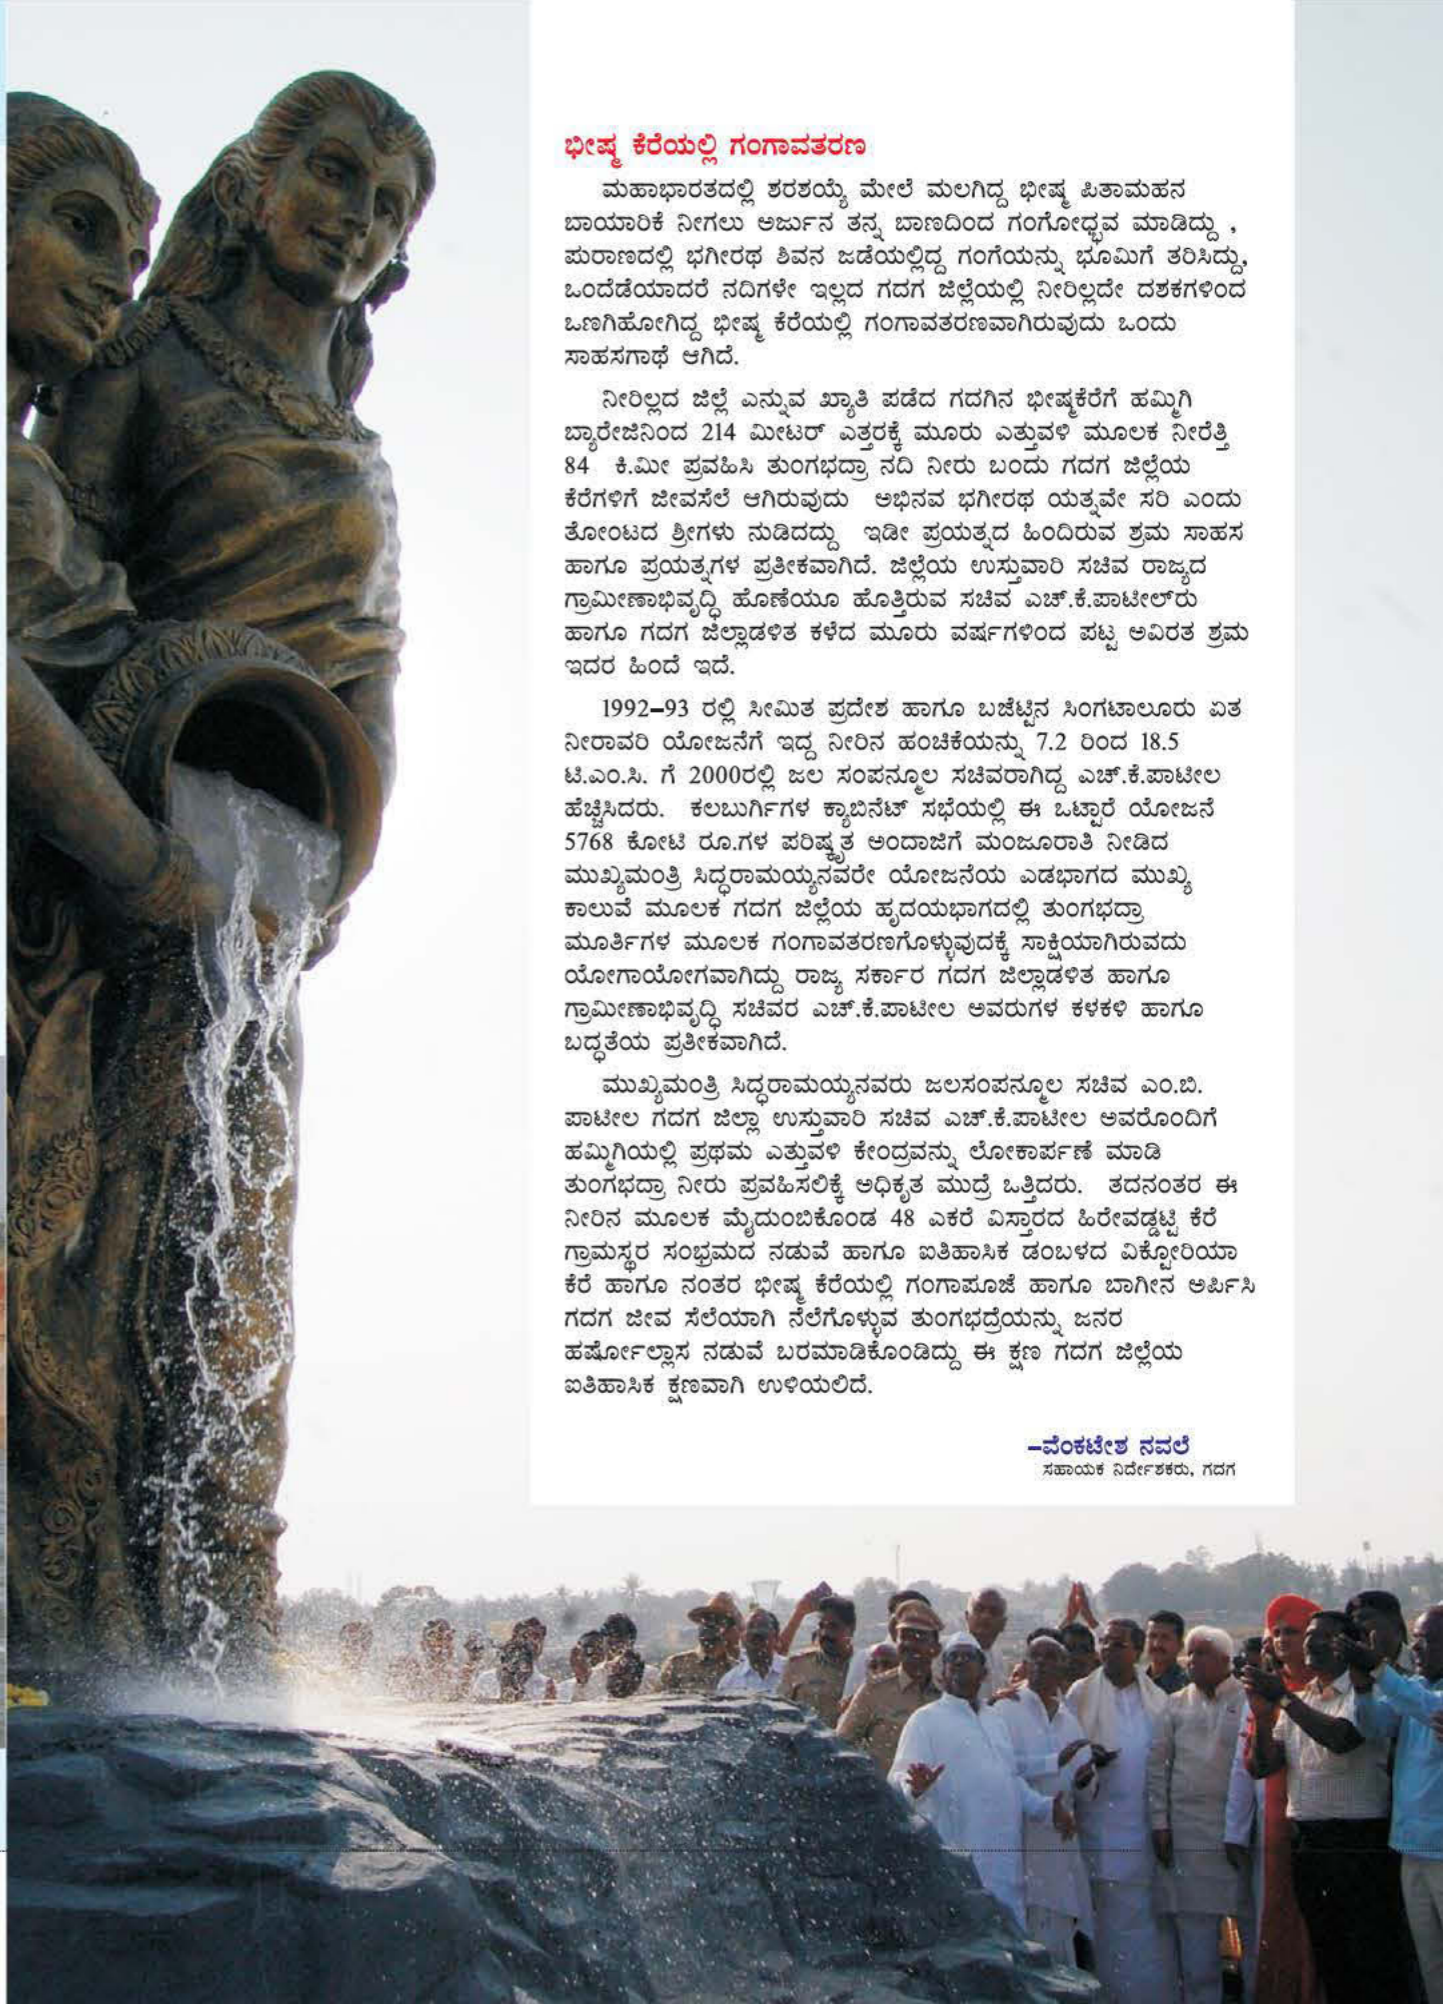 ಭೀಷ್ಮ ಕೆರೆಯಲ್ಲಿ ಗಂಗಾವತರಣ
ಮಹಾಭಾರತದಲ್ಲಿ ಶರಶಯ್ಯೆ ಮೇಲೆ ಮಲಗಿದ್ದ ಭೀಷ್ಮ ಪಿತಾಮಹನ
ಬಾಯಾರಿಕೆ ನೀಗಲು ಅರ್ಜುನ ತನ್ನ ಬಾಣದಿಂದ ಗಂಗೋಧ್ಭವ ಮಾಡಿದ್ದು ,
ಪುರಾಣದಲ್ಲಿ ಭಗೀರಥ ಶಿವನ ಜಡೆಯಲ್ಲಿದ್ದ ಗಂಗೆಯನ್ನು ಭೂಮಿಗೆ ತರಿಸಿದ್ದು,
ಒಂದೆಡೆಯಾದರೆ ನದಿಗಳೇ ಇಲ್ಲದ ಗದಗ ಜಿಲ್ಲೆಯಲ್ಲಿ ನೀರಿಲ್ಲದೇ ದಶಕಗಳಿಂದ
ಒಣಗಿಹೋಗಿದ್ದ ಭೀಷ್ಮ ಕೆರೆಯಲ್ಲಿ ಗಂಗಾವತರಣವಾಗಿರುವುದು ಒಂದು
ಸಾಹಸಗಾಥೆ ಆಗಿದೆ.
ನೀರಿಲ್ಲದ ಜಿಲ್ಲೆ ಎನ್ನುವ ಖ್ಯಾತಿ ಪಡೆದ ಗದಗಿನ ಭೀಷ್ಮಕೆರೆಗೆ ಹಮ್ಮಿಗಿ
ಬ್ಯಾರೇಜಿನಿಂದ 214 ಮೀಟರ್ ಎತ್ತರಕ್ಕೆ ಮೂರು ಎತ್ತುವಳಿ ಮೂಲಕ ನೀರೆತ್ತಿ
84 ಕಿ.ಮೀ ಪ್ರವಹಿಸಿ ತುಂಗಭದ್ರಾ ನದಿ ನೀರು ಬಂದು ಗದಗ ಜಿಲ್ಲೆಯ
ಕೆರೆಗಳಿಗೆ ಜೀವಸೆಲೆ ಆಗಿರುವುದು ಅಭಿನವ ಭಗೀರಥ ಯತ್ನವೇ ಸರಿ ಎಂದು
ತೋಂಟದ ಶ್ರೀಗಳು ನುಡಿದದ್ದು ಇಡೀ ಪ್ರಯತ್ನದ ಹಿಂದಿರುವ ಶ್ರಮ ಸಾಹಸ
ಹಾಗೂ ಪ್ರಯತ್ನಗಳ ಪ್ರತೀಕವಾಗಿದೆ. ಜಿಲ್ಲೆಯ ಉಸ್ತುವಾರಿ ಸಚಿವ ರಾಜ್ಯದ
ಗ್ರಾಮೀಣಾಭಿವೃದ್ಧಿ ಹೊಣೆಯೂ ಹೊತ್ತಿರುವ ಸಚಿವ ಎಚ್.ಕೆ.ಪಾಟೀಲ್‌ರು
ಹಾಗೂ ಗದಗ ಜಿಲ್ಲಾಡಳಿತ ಕಳೆದ ಮೂರು ವರ್ಷಗಳಿಂದ ಪಟ್ಟ ಅವಿರತ ಶ್ರಮ
ಇದರ ಹಿಂದೆ ಇದೆ.
1992–93 ರಲ್ಲಿ ಸೀಮಿತ ಪ್ರದೇಶ ಹಾಗೂ ಬಜೆಟ್ಟಿನ ಸಿಂಗಟಾಲೂರು ಏತ
ನೀರಾವರಿ ಯೋಜನೆಗೆ ಇದ್ದ ನೀರಿನ ಹಂಚಿಕೆಯನ್ನು 7.2 ರಿಂದ 18.5
ಟಿ.ಎಂ.ಸಿ. ಗೆ 2000ರಲ್ಲಿ ಜಲ ಸಂಪನ್ಮೂಲ ಸಚಿವರಾಗಿದ್ದ ಎಚ್.ಕೆ.ಪಾಟೀಲ
ಹೆಚ್ಚಿಸಿದರು. ಕಲಬುರ್ಗಿಗಳ ಕ್ಯಾಬಿನೆಟ್ ಸಭೆಯಲ್ಲಿ ಈ ಒಟ್ಟಾರೆ ಯೋಜನೆ
5768 ಕೋಟಿ ರೂ.ಗಳ ಪರಿಷ್ಕೃತ ಅಂದಾಜಿಗೆ ಮಂಜೂರಾತಿ ನೀಡಿದ
ಮುಖ್ಯಮಂತ್ರಿ ಸಿದ್ಧರಾಮಯ್ಯನವರೇ ಯೋಜನೆಯ ಎಡಭಾಗದ ಮುಖ್ಯ
ಕಾಲುವೆ ಮೂಲಕ ಗದಗ ಜಿಲ್ಲೆಯ ಹೃದಯಭಾಗದಲ್ಲಿ ತುಂಗಭದ್ರಾ
ಮೂರ್ತಿಗಳ ಮೂಲಕ ಗಂಗಾವತರಣಗೊಳ್ಳುವುದಕ್ಕೆ ಸಾಕ್ಷಿಯಾಗಿರುವದು
ಯೋಗಾಯೋಗವಾಗಿದ್ದು ರಾಜ್ಯ ಸರ್ಕಾರ ಗದಗ ಜಿಲ್ಲಾಡಳಿತ ಹಾಗೂ
ಗ್ರಾಮೀಣಾಭಿವೃದ್ಧಿ ಸಚಿವರ ಎಚ್.ಕೆ.ಪಾಟೀಲ ಅವರುಗಳ ಕಳಕಳಿ ಹಾಗೂ
ಬದ್ಧತೆಯ ಪ್ರತೀಕವಾಗಿದೆ.
ಮುಖ್ಯಮಂತ್ರಿ ಸಿದ್ಧರಾಮಯ್ಯನವರು ಜಲಸಂಪನ್ಮೂಲ ಸಚಿವ ಎಂ.ಬಿ.
ಪಾಟೀಲ ಗದಗ ಜಿಲ್ಲಾ ಉಸ್ತುವಾರಿ ಸಚಿವ ಎಚ್.ಕೆ.ಪಾಟೀಲ ಅವರೊಂದಿಗೆ
ಹಮ್ಮಿಗಿಯಲ್ಲಿ ಪ್ರಥಮ ಎತ್ತುವಳಿ ಕೇಂದ್ರವನ್ನು ಲೋಕಾರ್ಪಣೆ ಮಾಡಿ
ತುಂಗಭದ್ರಾ ನೀರು ಪ್ರವಹಿಸಲಿಕ್ಕೆ ಅಧಿಕೃತ ಮುದ್ರೆ ಒತ್ತಿದರು. ತದನಂತರ ಈ
ನೀರಿನ ಮೂಲಕ ಮೈದುಂಬಿಕೊಂಡ 48 ಎಕರೆ ವಿಸ್ತಾರದ ಹಿರೇವಡ್ಡಟ್ಟಿ ಕೆರೆ
ಗ್ರಾಮಸ್ಥರ ಸಂಭ್ರಮದ ನಡುವೆ ಹಾಗೂ ಐತಿಹಾಸಿಕ ಡಂಬಳದ ವಿಕ್ಟೋರಿಯಾ
ಕೆರೆ ಹಾಗೂ ನಂತರ ಭೀಷ್ಮ ಕೆರೆಯಲ್ಲಿ ಗಂಗಾಪೂಜೆ ಹಾಗೂ ಬಾಗೀನ ಅರ್ಪಿಸಿ
ಗದಗ ಜೀವ ಸೆಲೆಯಾಗಿ ನೆಲೆಗೊಳ್ಳುವ ತುಂಗಭದ್ರೆಯನ್ನು ಜನರ
ಹರ್ಷೋಲ್ಲಾಸ ನಡುವೆ ಬರಮಾಡಿಕೊಂಡಿದ್ದು ಈ ಕ್ಷಣ ಗದಗ ಜಿಲ್ಲೆಯ
ಐತಿಹಾಸಿಕ ಕ್ಷಣವಾಗಿ ಉಳಿಯಲಿದೆ.
–ವೆಂಕಟೇಶ ನವಲೆ
ಸಹಾಯಕ ನಿರ್ದೇಶಕರು, ಗದಗ